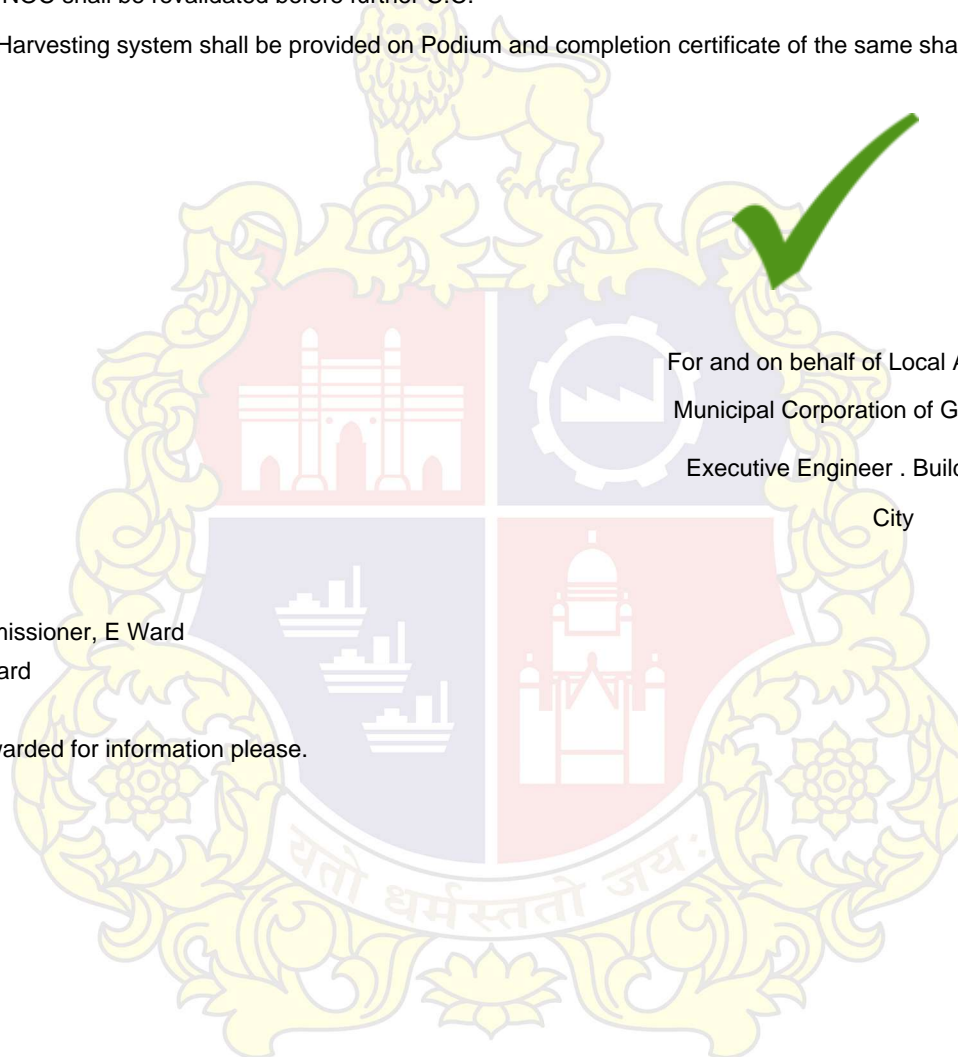 NOC shall be revalidated before further C.C.
Harvesting system shall be provided on Podium and completion certificate of the same sha
For and on behalf of Local A
Municipal Corporation of G
Executive Engineer . Build
City
missioner, E Ward
ard
warded for information please.
यतो धर्मस्ततो जय: